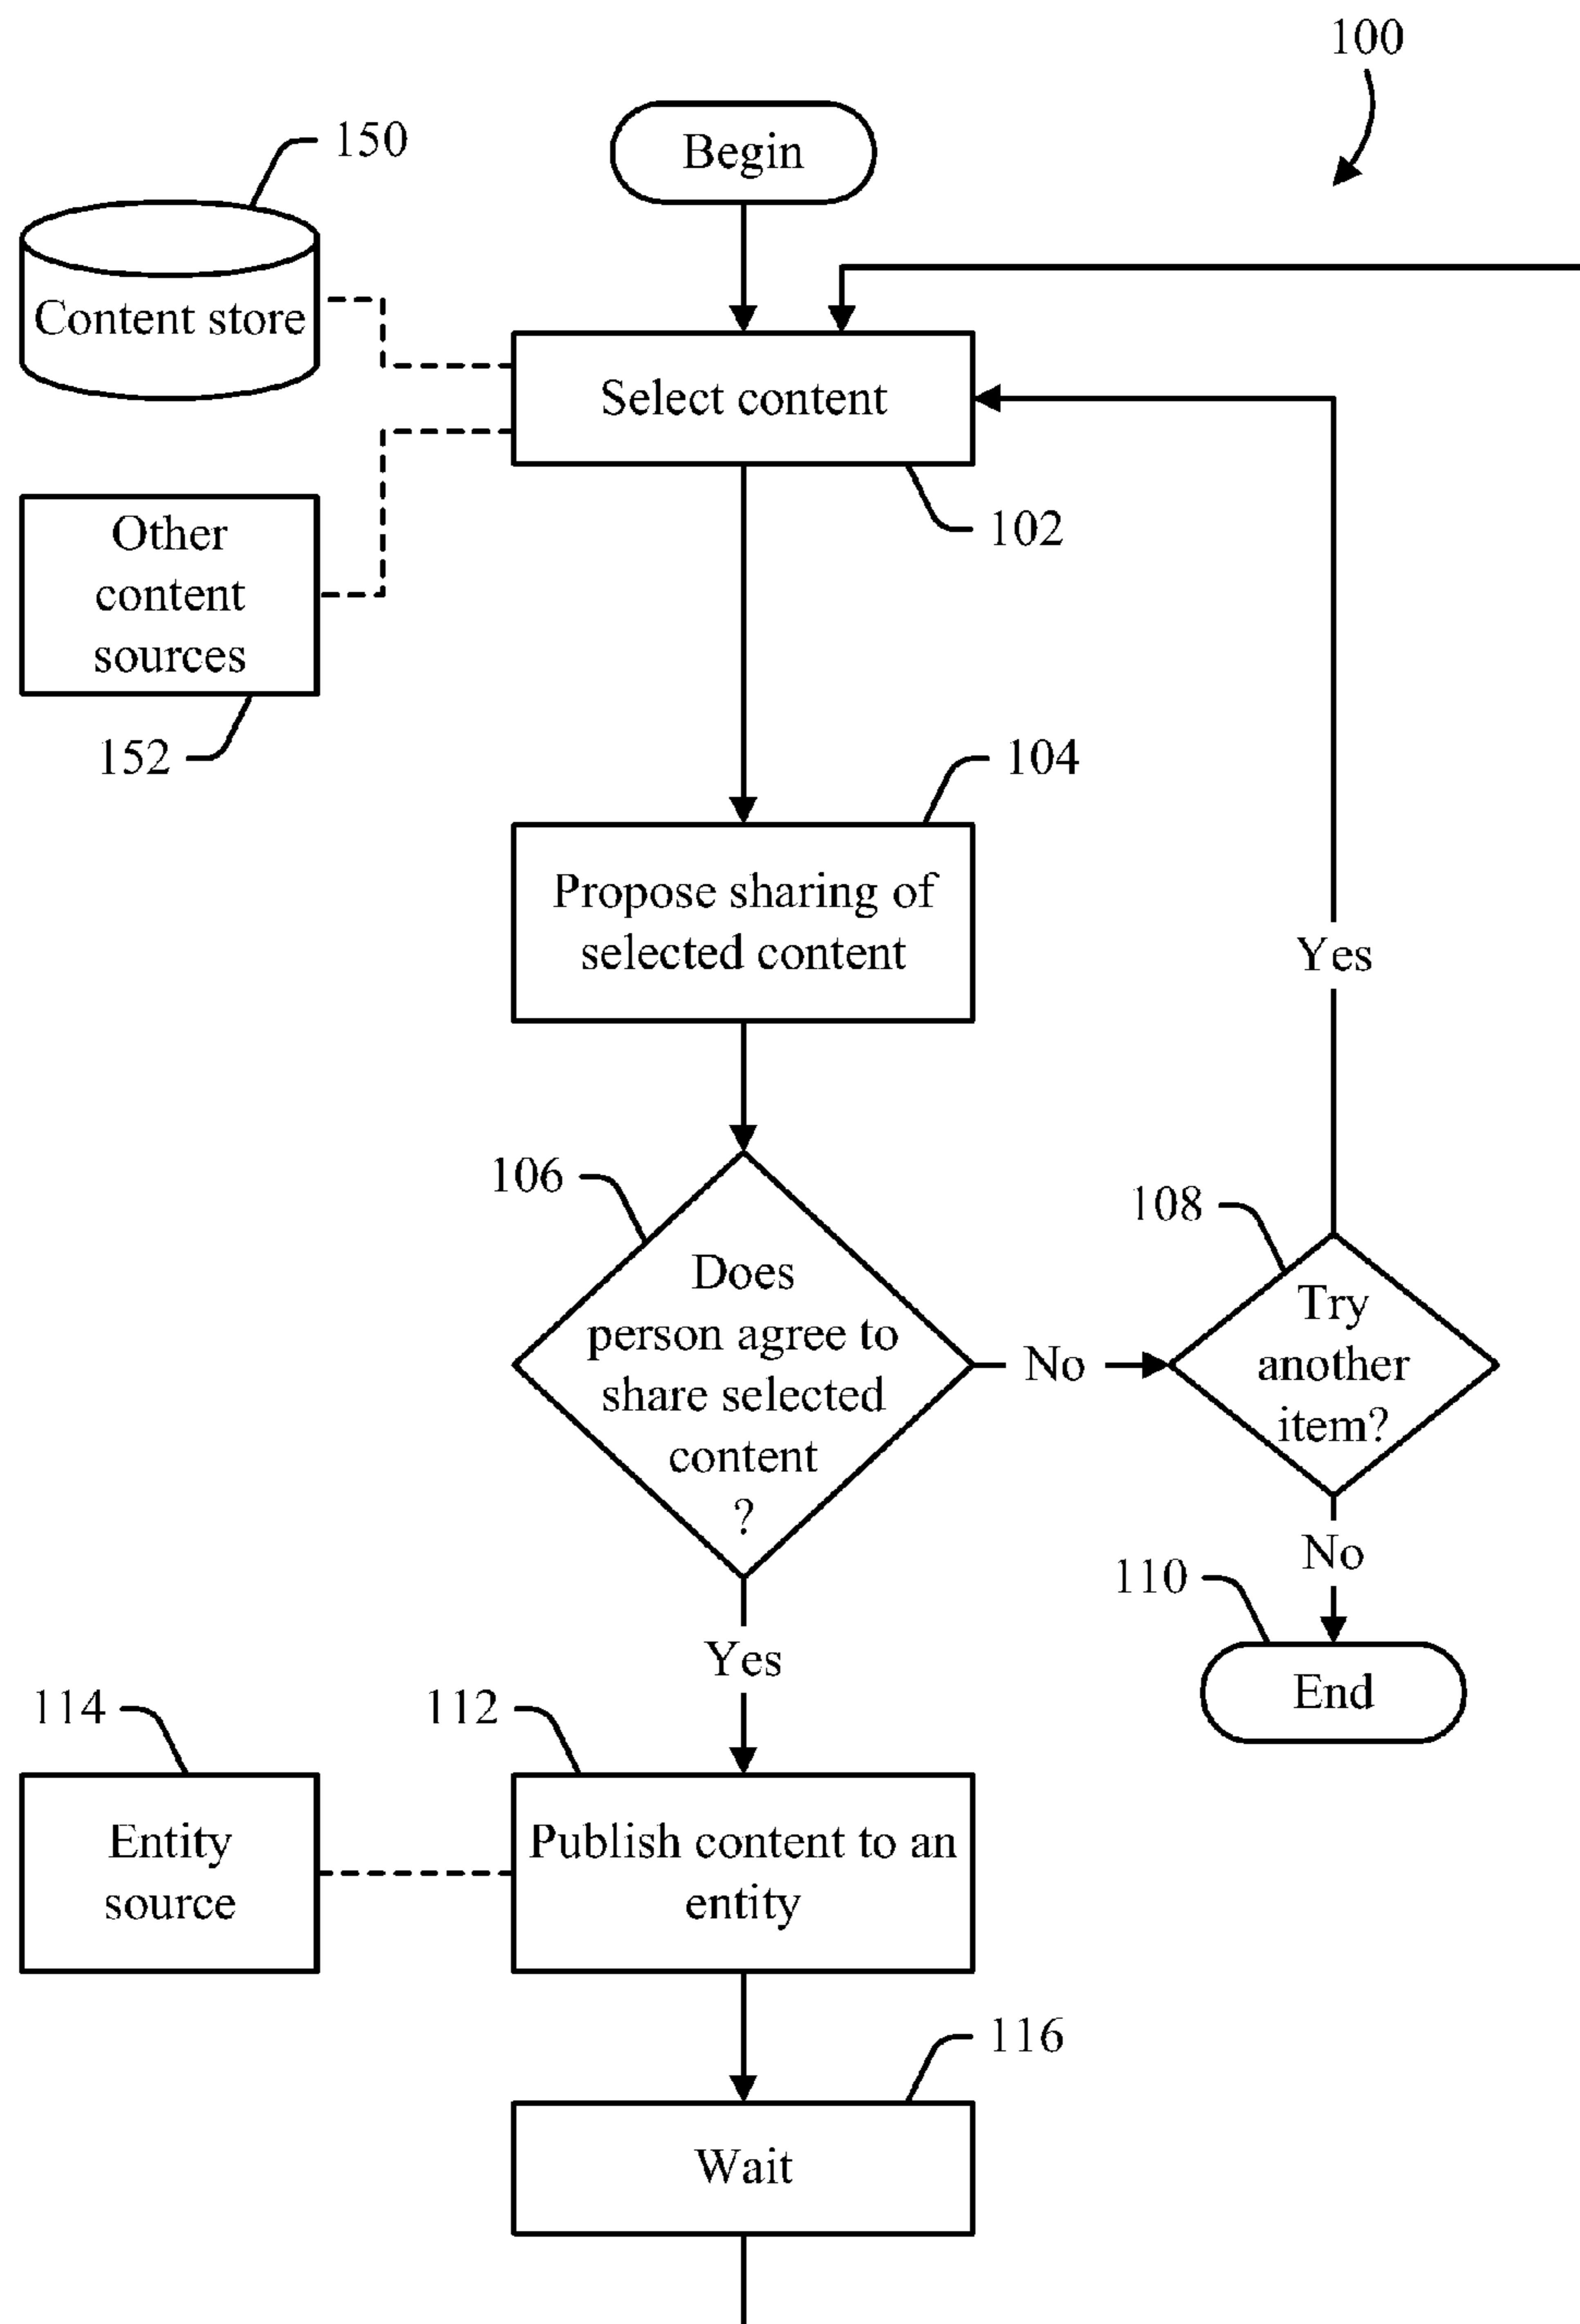 100
150
Begin
Content store
Select content
102
Other
content
sources
152
104
Propose sharing of
selected content
Yes
106
108
Does
person agree to
share selected
content
?
No
Try
another
item?
No
110
End
Yes
114
112
Entity
source
Publish content to an
entity
116
Wait